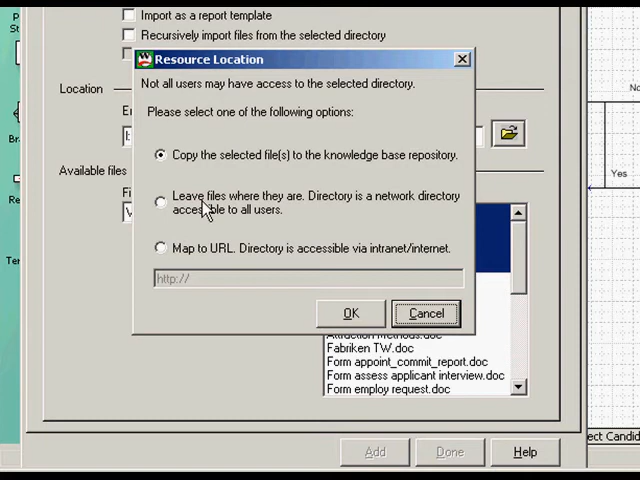 Import as a report template
Recursively import files from the selected directory
Resource Location
Not all users may have access to the selected directory.
Please select one of the following options:
Copy the selected file(s) to the knowledge base repository.
Leave files where they are. Directory is a network directory
accessible to all users.
Map to URL. Directory is accessible via intranet/internet.
http://
OK
Cancel
Location
Available files
Fabriken TW.doc
Form appoint_commit_report.doc
Form assess applicant interview.doc
Form employ request.doc
Add
Done
Help
Yes
No